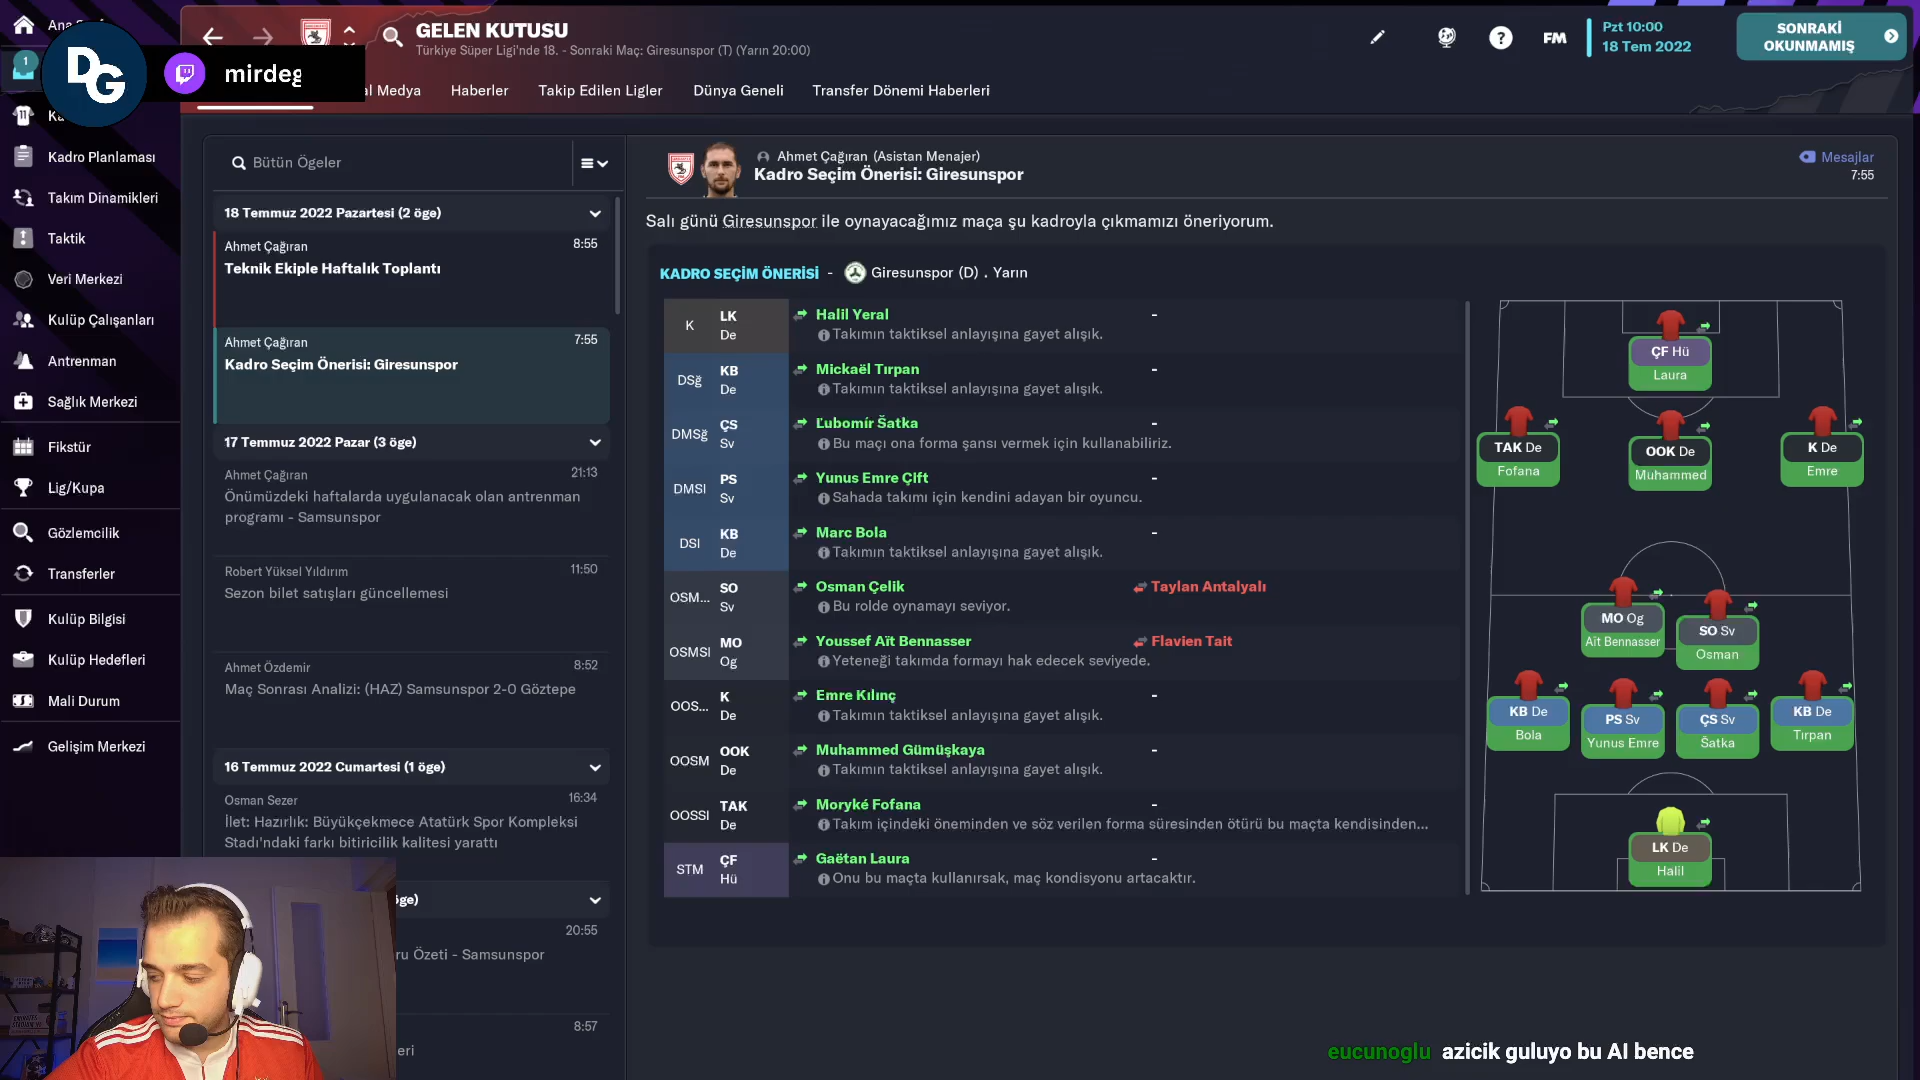 DG
mirdeg
GELEN KUTUSU
Türkiye Süper Ligi'nde 18. - Sonraki Maç: Giresunspor (T) (Yarın 20:00)
FM
Pzt 10:00
18 Tem 2022
SONRAKİ
OKUNMAMIŞ
al Medya
Haberler
Takip Edilen Ligler
Dünya Geneli
Transfer Dönemi Haberleri
1
Kadro Planlaması
Takım Dinamikleri
Taktik
Veri Merkezi
Kulüp Çalışanları
Antrenman
Sağlık Merkezi
Fikstür
Lig/Kupa
Gözlemcilik
Transferler
Kulüp Bilgisi
Kulüp Hedefleri
Mali Durum
Gelişim Merkezi
Bütün Ögeler
18 Temmuz 2022 Pazartesi (2 öge)
Ahmet Çağıran 8:55
Teknik Ekiple Haftalık Toplantı
Ahmet Çağıran 7:55
Kadro Seçim Önerisi: Giresunspor
17 Temmuz 2022 Pazar (3 öge)
Ahmet Çağıran 21:13
Önümüzdeki haftalarda uygulanacak olan antrenman
programı - Samsunspor
Robert Yüksel Yıldırım 11:50
Sezon bilet satışları güncellemesi
Ahmet Özdemir 8:52
Maç Sonrası Analizi: (HAZ) Samsunspor 2-0 Göztepe
16 Temmuz 2022 Cumartesi (1 öge)
Osman Sezer 16:34
İlet: Hazırlık: Büyükçekmece Atatürk Spor Kompleksi
Stadı'ndaki farkı bitiricilik kalitesi yarattı
öge)
20:55
ru Özeti - Samsunspor
8:57
eri
Ahmet Çağıran (Asistan Menajer)
Kadro Seçim Önerisi: Giresunspor
Mesajlar
7:55
Salı günü Giresunspor ile oynayacağımız maça şu kadroyla çıkmamızı öneriyorum.
KADRO SEÇİM ÖNERİSİ - Giresunspor (D) . Yarın
K LK De Halil Yeral -
Takımın taktiksel anlayışına gayet alışık.
DSğ KB De Mickaël Tırpan -
Takımın taktiksel anlayışına gayet alışık.
DMSğ ÇS Sv Ľubomír Šatka -
Bu maçı ona forma şansı vermek için kullanabiliriz.
DMSl PS Sv Yunus Emre Çift -
Sahada takımı için kendini adayan bir oyuncu.
DSl KB De Marc Bola -
Takımın taktiksel anlayışına gayet alışık.
OSM... SO Sv Osman Çelik Taylan Antalyalı
Bu rolde oynamayı seviyor.
OSMSl MO Og Youssef Aït Bennasser Flavien Tait
Yeteneği takımda formayı hak edecek seviyede.
OOS... K De Emre Kılınç -
Takımın taktiksel anlayışına gayet alışık.
OOSM OOK De Muhammed Gümüşkaya -
Takımın taktiksel anlayışına gayet alışık.
OOSSl TAK De Moryké Fofana -
Takım içindeki öneminden ve söz verilen forma süresinden ötürü bu maçta kendisinden...
STM ÇF Hü Gaëtan Laura -
Onu bu maçta kullanırsak, maç kondisyonu artacaktır.
ÇF Hü
Laura
TAK De
Fofana
OOK De
Muhammed
K De
Emre
MO Og
Aït Bennasser
SO Sv
Osman
KB De
Bola
PS Sv
Yunus Emre
ÇS Sv
Šatka
KB De
Tırpan
LK De
Halil
eucunoglu azicik guluyo bu AI bence